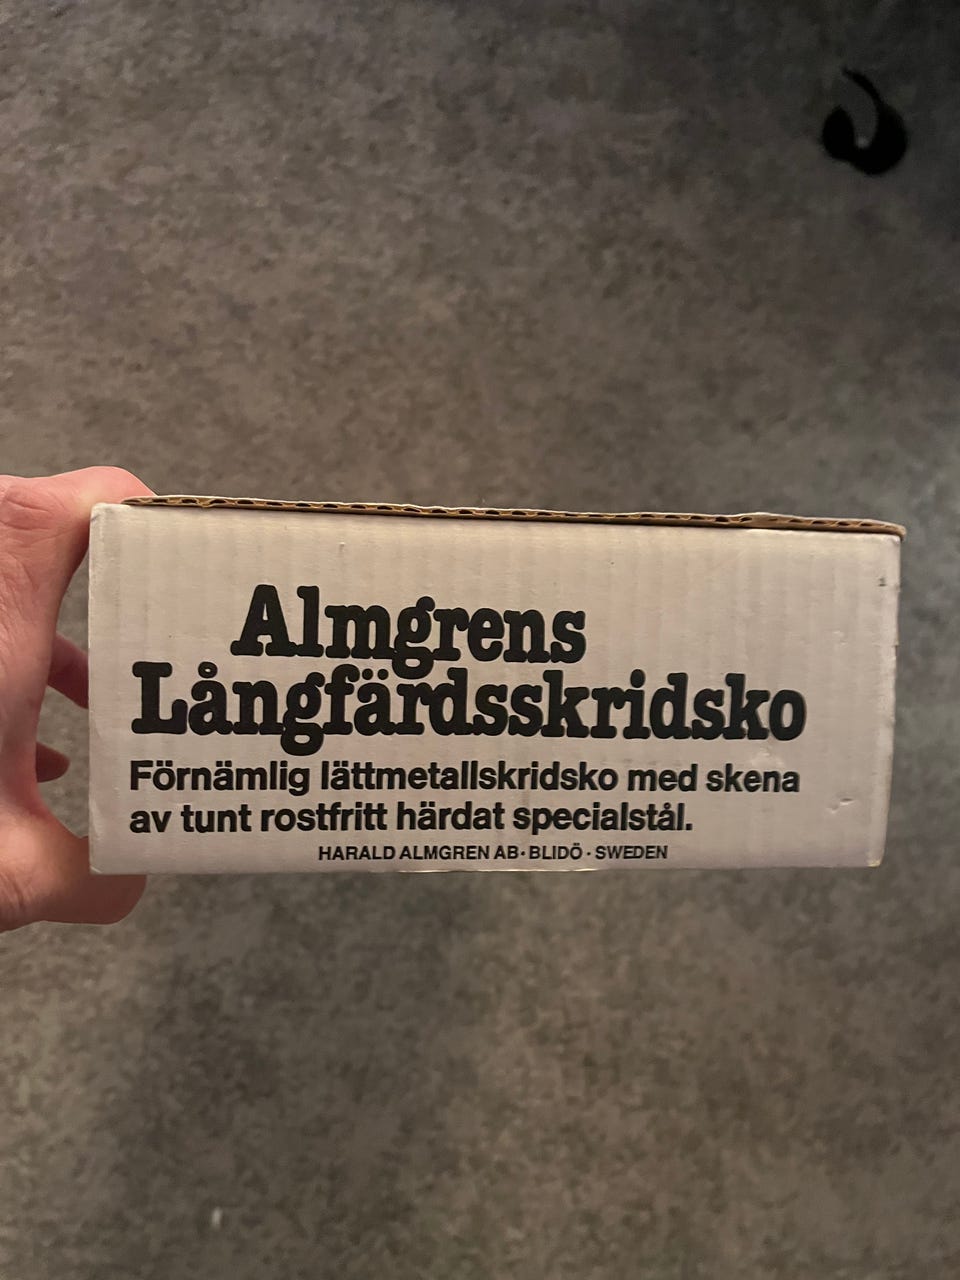 Almgrens
Långfärdsskridsko
Förnämlig lättmetallskridsko med skena
av tunt rostfritt härdat specialstål.
HARALD ALMGREN AB · BLIDÖ · SWEDEN